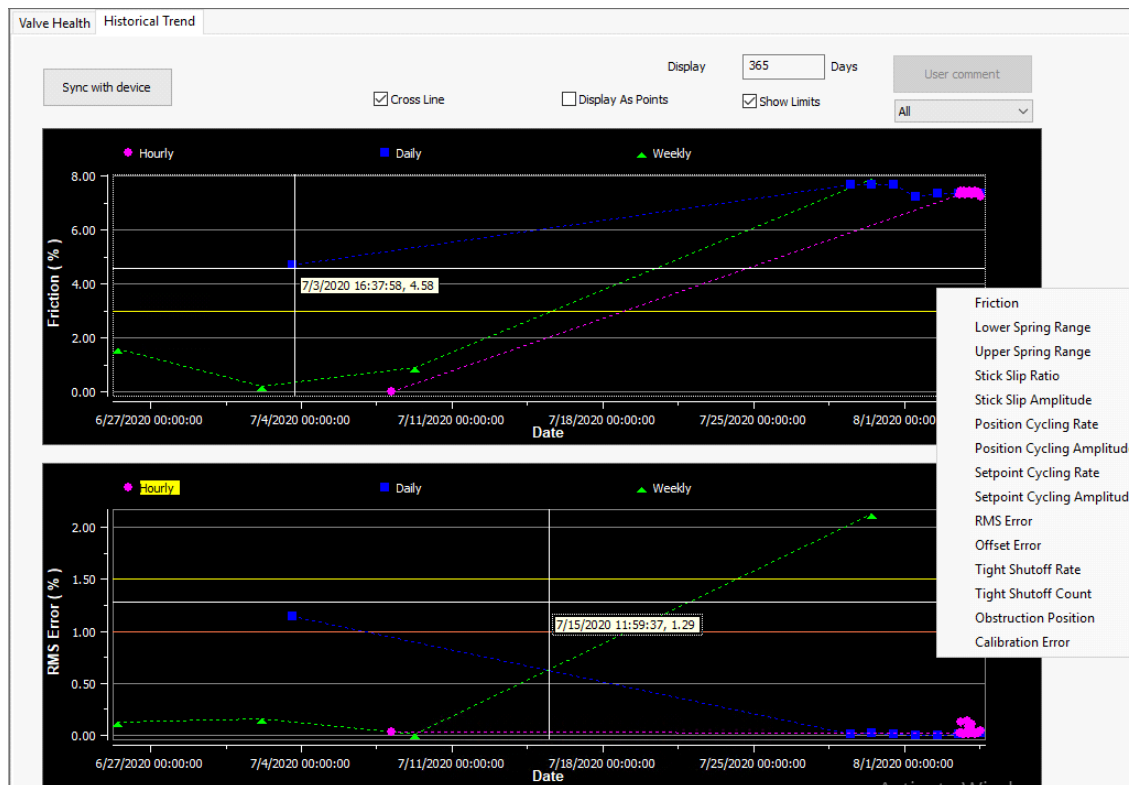 Valve Health Historical Trend
Sync with device
Display 365 Days
User comment
Cross Line
Display As Points
Show Limits
All
Hourly Daily Weekly
8.00
6.00
4.00
2.00
0.00
Friction ( % )
7/3/2020 16:37:58, 4.58
6/27/2020 00:00:00 7/4/2020 00:00:00 7/11/2020 00:00:00 7/18/2020 00:00:00 7/25/2020 00:00:00 8/1/2020 00:00:0
Date
Friction
Lower Spring Range
Upper Spring Range
Stick Slip Ratio
Stick Slip Amplitude
Position Cycling Rate
Position Cycling Amplitude
Setpoint Cycling Rate
Setpoint Cycling Amplitud
RMS Error
Offset Error
Tight Shutoff Rate
Tight Shutoff Count
Obstruction Position
Calibration Error
Hourly Daily Weekly
2.00
1.50
1.00
0.50
0.00
RMS Error ( % )
7/15/2020 11:59:37, 1.29
6/27/2020 00:00:00 7/4/2020 00:00:00 7/11/2020 00:00:00 7/18/2020 00:00:00 7/25/2020 00:00:00 8/1/2020 00:00:00
Date